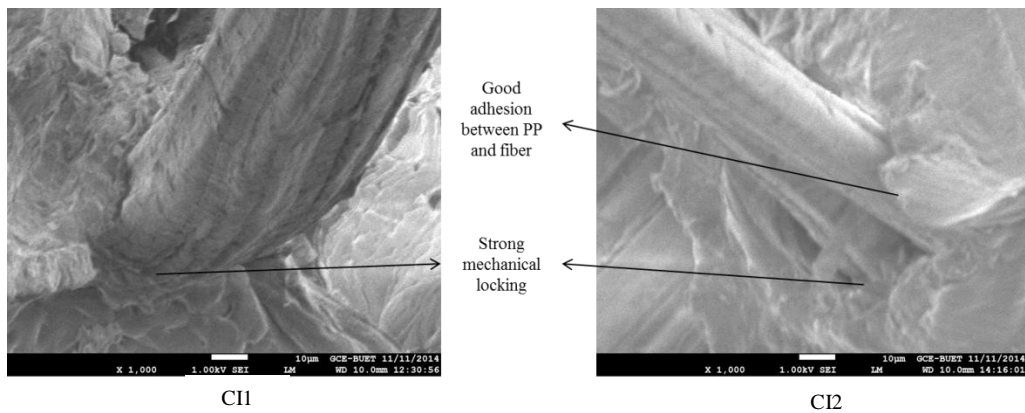 Good
adhesion
between PP
and fiber
Strong
mechanical
locking
10µm GCE-BUET 11/11/2014
X 1,000 1.00kV SEI LM WD 10.0mm 12:30:56
10µm GCE-BUET 11/11/2014
X 1,000 1.00kV SEI LM WD 10.0mm 14:16:01
CI1
CI2